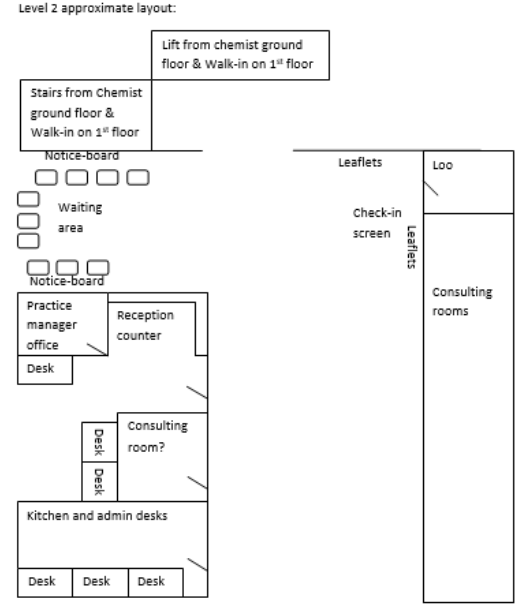 Level 2 approximate layout:
Lift from chemist ground
floor & Walk-in on 1st floor
Stairs from Chemist
ground floor &
Walk-in on 1st floor
Notice-board
Leaflets
Loo
Waiting
area
Check-in
screen
Leaflets
Notice-board
Consulting
rooms
Practice
manager
office
Reception
counter
Desk
Consulting
room?
Desk
Desk
Kitchen and admin desks
Desk
Desk
Desk